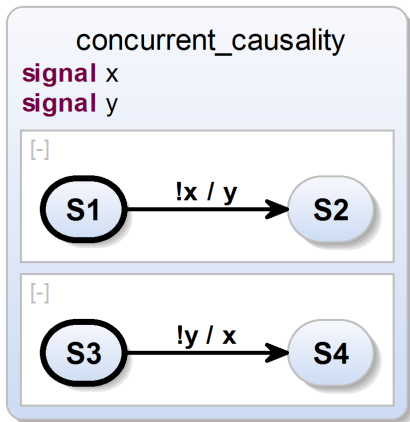 concurrent_causality
signal x
signal y
[-]
S1
!x / y
S2
[-]
S3
!y / x
S4